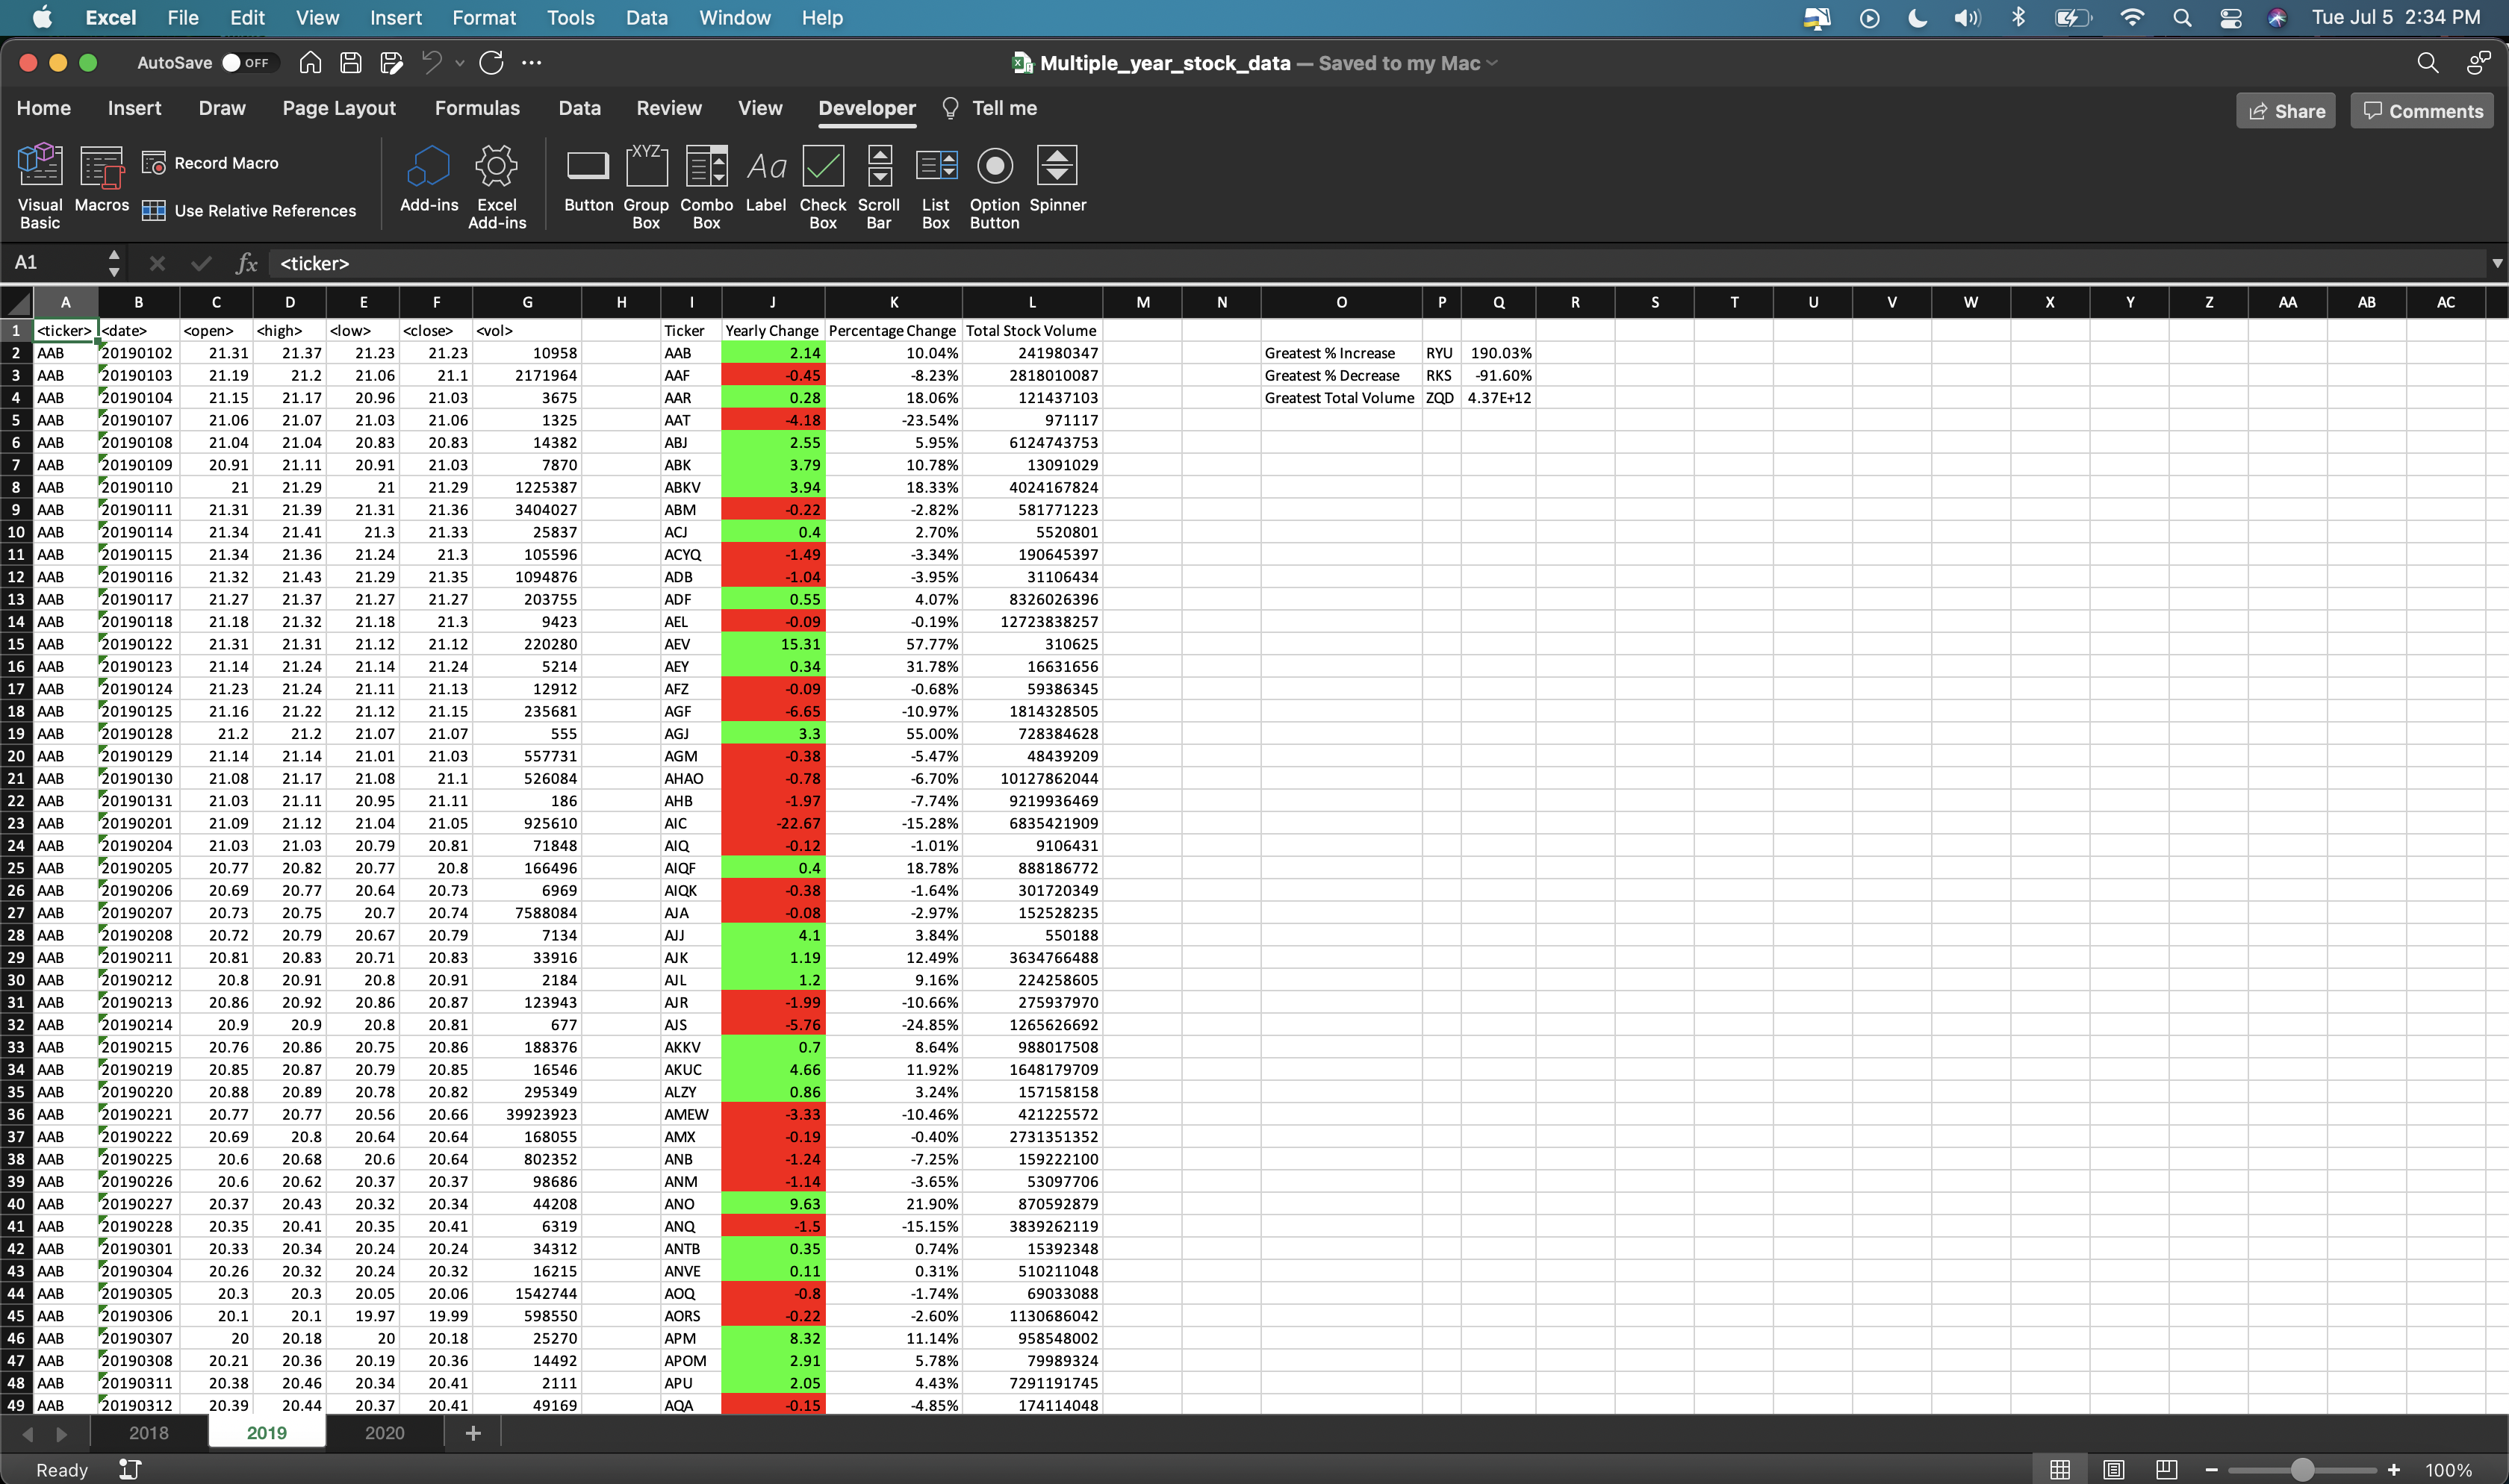 Excel File Edit View Insert Format Tools Data Window Help Tue Jul 5 2:34 PM
AutoSave OFF Multiple_year_stock_data — Saved to my Mac
Home Insert Draw Page Layout Formulas Data Review View Developer Tell me Share Comments
Visual Basic Macros Record Macro Use Relative References Add-ins Excel Add-ins Button Group Box Combo Box Label Check Box Scroll Bar List Box Option Button Spinner
A1 fx <ticker>
A B C D E F G H I J K L M N O P Q R S T U V W X Y Z AA AB AC
1 <ticker> <date> <open> <high> <low> <close> <vol> Ticker Yearly Change Percentage Change Total Stock Volume
2 AAB 20190102 21.31 21.37 21.23 21.23 10958 AAB 2.14 10.04% 241980347 Greatest % Increase RYU 190.03%
3 AAB 20190103 21.19 21.2 21.06 21.1 2171964 AAF -0.45 -8.23% 2818010087 Greatest % Decrease RKS -91.60%
4 AAB 20190104 21.15 21.17 20.96 21.03 3675 AAR 0.28 18.06% 121437103 Greatest Total Volume ZQD 4.37E+12
5 AAB 20190107 21.06 21.07 21.03 21.06 1325 AAT -4.18 -23.54% 971117
6 AAB 20190108 21.04 21.04 20.83 20.83 14382 ABJ 2.55 5.95% 6124743753
7 AAB 20190109 20.91 21.11 20.91 21.03 7870 ABK 3.79 10.78% 13091029
8 AAB 20190110 21 21.29 21 21.29 1225387 ABKV 3.94 18.33% 4024167824
9 AAB 20190111 21.31 21.39 21.31 21.36 3404027 ABM -0.22 -2.82% 581771223
10 AAB 20190114 21.34 21.41 21.3 21.33 25837 ACJ 0.4 2.70% 5520801
11 AAB 20190115 21.34 21.36 21.24 21.3 105596 ACYQ -1.49 -3.34% 190645397
12 AAB 20190116 21.32 21.43 21.29 21.35 1094876 ADB -1.04 -3.95% 31106434
13 AAB 20190117 21.27 21.37 21.27 21.27 203755 ADF 0.55 4.07% 8326026396
14 AAB 20190118 21.18 21.32 21.18 21.3 9423 AEL -0.09 -0.19% 12723838257
15 AAB 20190122 21.31 21.31 21.12 21.12 220280 AEV 15.31 57.77% 310625
16 AAB 20190123 21.14 21.24 21.14 21.24 5214 AEY 0.34 31.78% 16631656
17 AAB 20190124 21.23 21.24 21.11 21.13 12912 AFZ -0.09 -0.68% 59386345
18 AAB 20190125 21.16 21.22 21.12 21.15 235681 AGF -6.65 -10.97% 1814328505
19 AAB 20190128 21.2 21.2 21.07 21.07 555 AGJ 3.3 55.00% 728384628
20 AAB 20190129 21.14 21.14 21.01 21.03 557731 AGM -0.38 -5.47% 48439209
21 AAB 20190130 21.08 21.17 21.08 21.1 526084 AHAO -0.78 -6.70% 10127862044
22 AAB 20190131 21.03 21.11 20.95 21.11 186 AHB -1.97 -7.74% 9219936469
23 AAB 20190201 21.09 21.12 21.04 21.05 925610 AIC -22.67 -15.28% 6835421909
24 AAB 20190204 21.03 21.03 20.79 20.81 71848 AIQ -0.12 -1.01% 9106431
25 AAB 20190205 20.77 20.82 20.77 20.8 166496 AIQF 0.4 18.78% 888186772
26 AAB 20190206 20.69 20.77 20.64 20.73 6969 AIQK -0.38 -1.64% 301720349
27 AAB 20190207 20.73 20.75 20.7 20.74 7588084 AJA -0.08 -2.97% 152528235
28 AAB 20190208 20.72 20.79 20.67 20.79 7134 AJJ 4.1 3.84% 550188
29 AAB 20190211 20.81 20.83 20.71 20.83 33916 AJK 1.19 12.49% 3634766488
30 AAB 20190212 20.8 20.91 20.8 20.91 2184 AJL 1.2 9.16% 224258605
31 AAB 20190213 20.86 20.92 20.86 20.87 123943 AJR -1.99 -10.66% 275937970
32 AAB 20190214 20.9 20.9 20.8 20.81 677 AJS -5.76 -24.85% 1265626692
33 AAB 20190215 20.76 20.86 20.75 20.86 188376 AKKV 0.7 8.64% 988017508
34 AAB 20190219 20.85 20.87 20.79 20.85 16546 AKUC 4.66 11.92% 1648179709
35 AAB 20190220 20.88 20.89 20.78 20.82 295349 ALZY 0.86 3.24% 157158158
36 AAB 20190221 20.77 20.77 20.56 20.66 39923923 AMEW -3.33 -10.46% 421225572
37 AAB 20190222 20.69 20.8 20.64 20.64 168055 AMX -0.19 -0.40% 2731351352
38 AAB 20190225 20.6 20.68 20.6 20.64 802352 ANB -1.24 -7.25% 159222100
39 AAB 20190226 20.6 20.62 20.37 20.37 98686 ANM -1.14 -3.65% 53097706
40 AAB 20190227 20.37 20.43 20.32 20.34 44208 ANO 9.63 21.90% 870592879
41 AAB 20190228 20.35 20.41 20.35 20.41 6319 ANQ -1.5 -15.15% 3839262119
42 AAB 20190301 20.33 20.34 20.24 20.24 34312 ANTB 0.35 0.74% 15392348
43 AAB 20190304 20.26 20.32 20.24 20.32 16215 ANVE 0.11 0.31% 510211048
44 AAB 20190305 20.3 20.3 20.05 20.06 1542744 AOQ -0.8 -1.74% 69033088
45 AAB 20190306 20.1 20.1 19.97 19.99 598550 AORS -0.22 -2.60% 1130686042
46 AAB 20190307 20 20.18 20 20.18 25270 APM 8.32 11.14% 958548002
47 AAB 20190308 20.21 20.36 20.19 20.36 14492 APOM 2.91 5.78% 79989324
48 AAB 20190311 20.38 20.46 20.34 20.41 2111 APU 2.05 4.43% 7291191745
49 AAB 20190312 20.39 20.44 20.37 20.41 49169 AQA -0.15 -4.85% 174114048
2018 2019 2020 +
Ready 100%